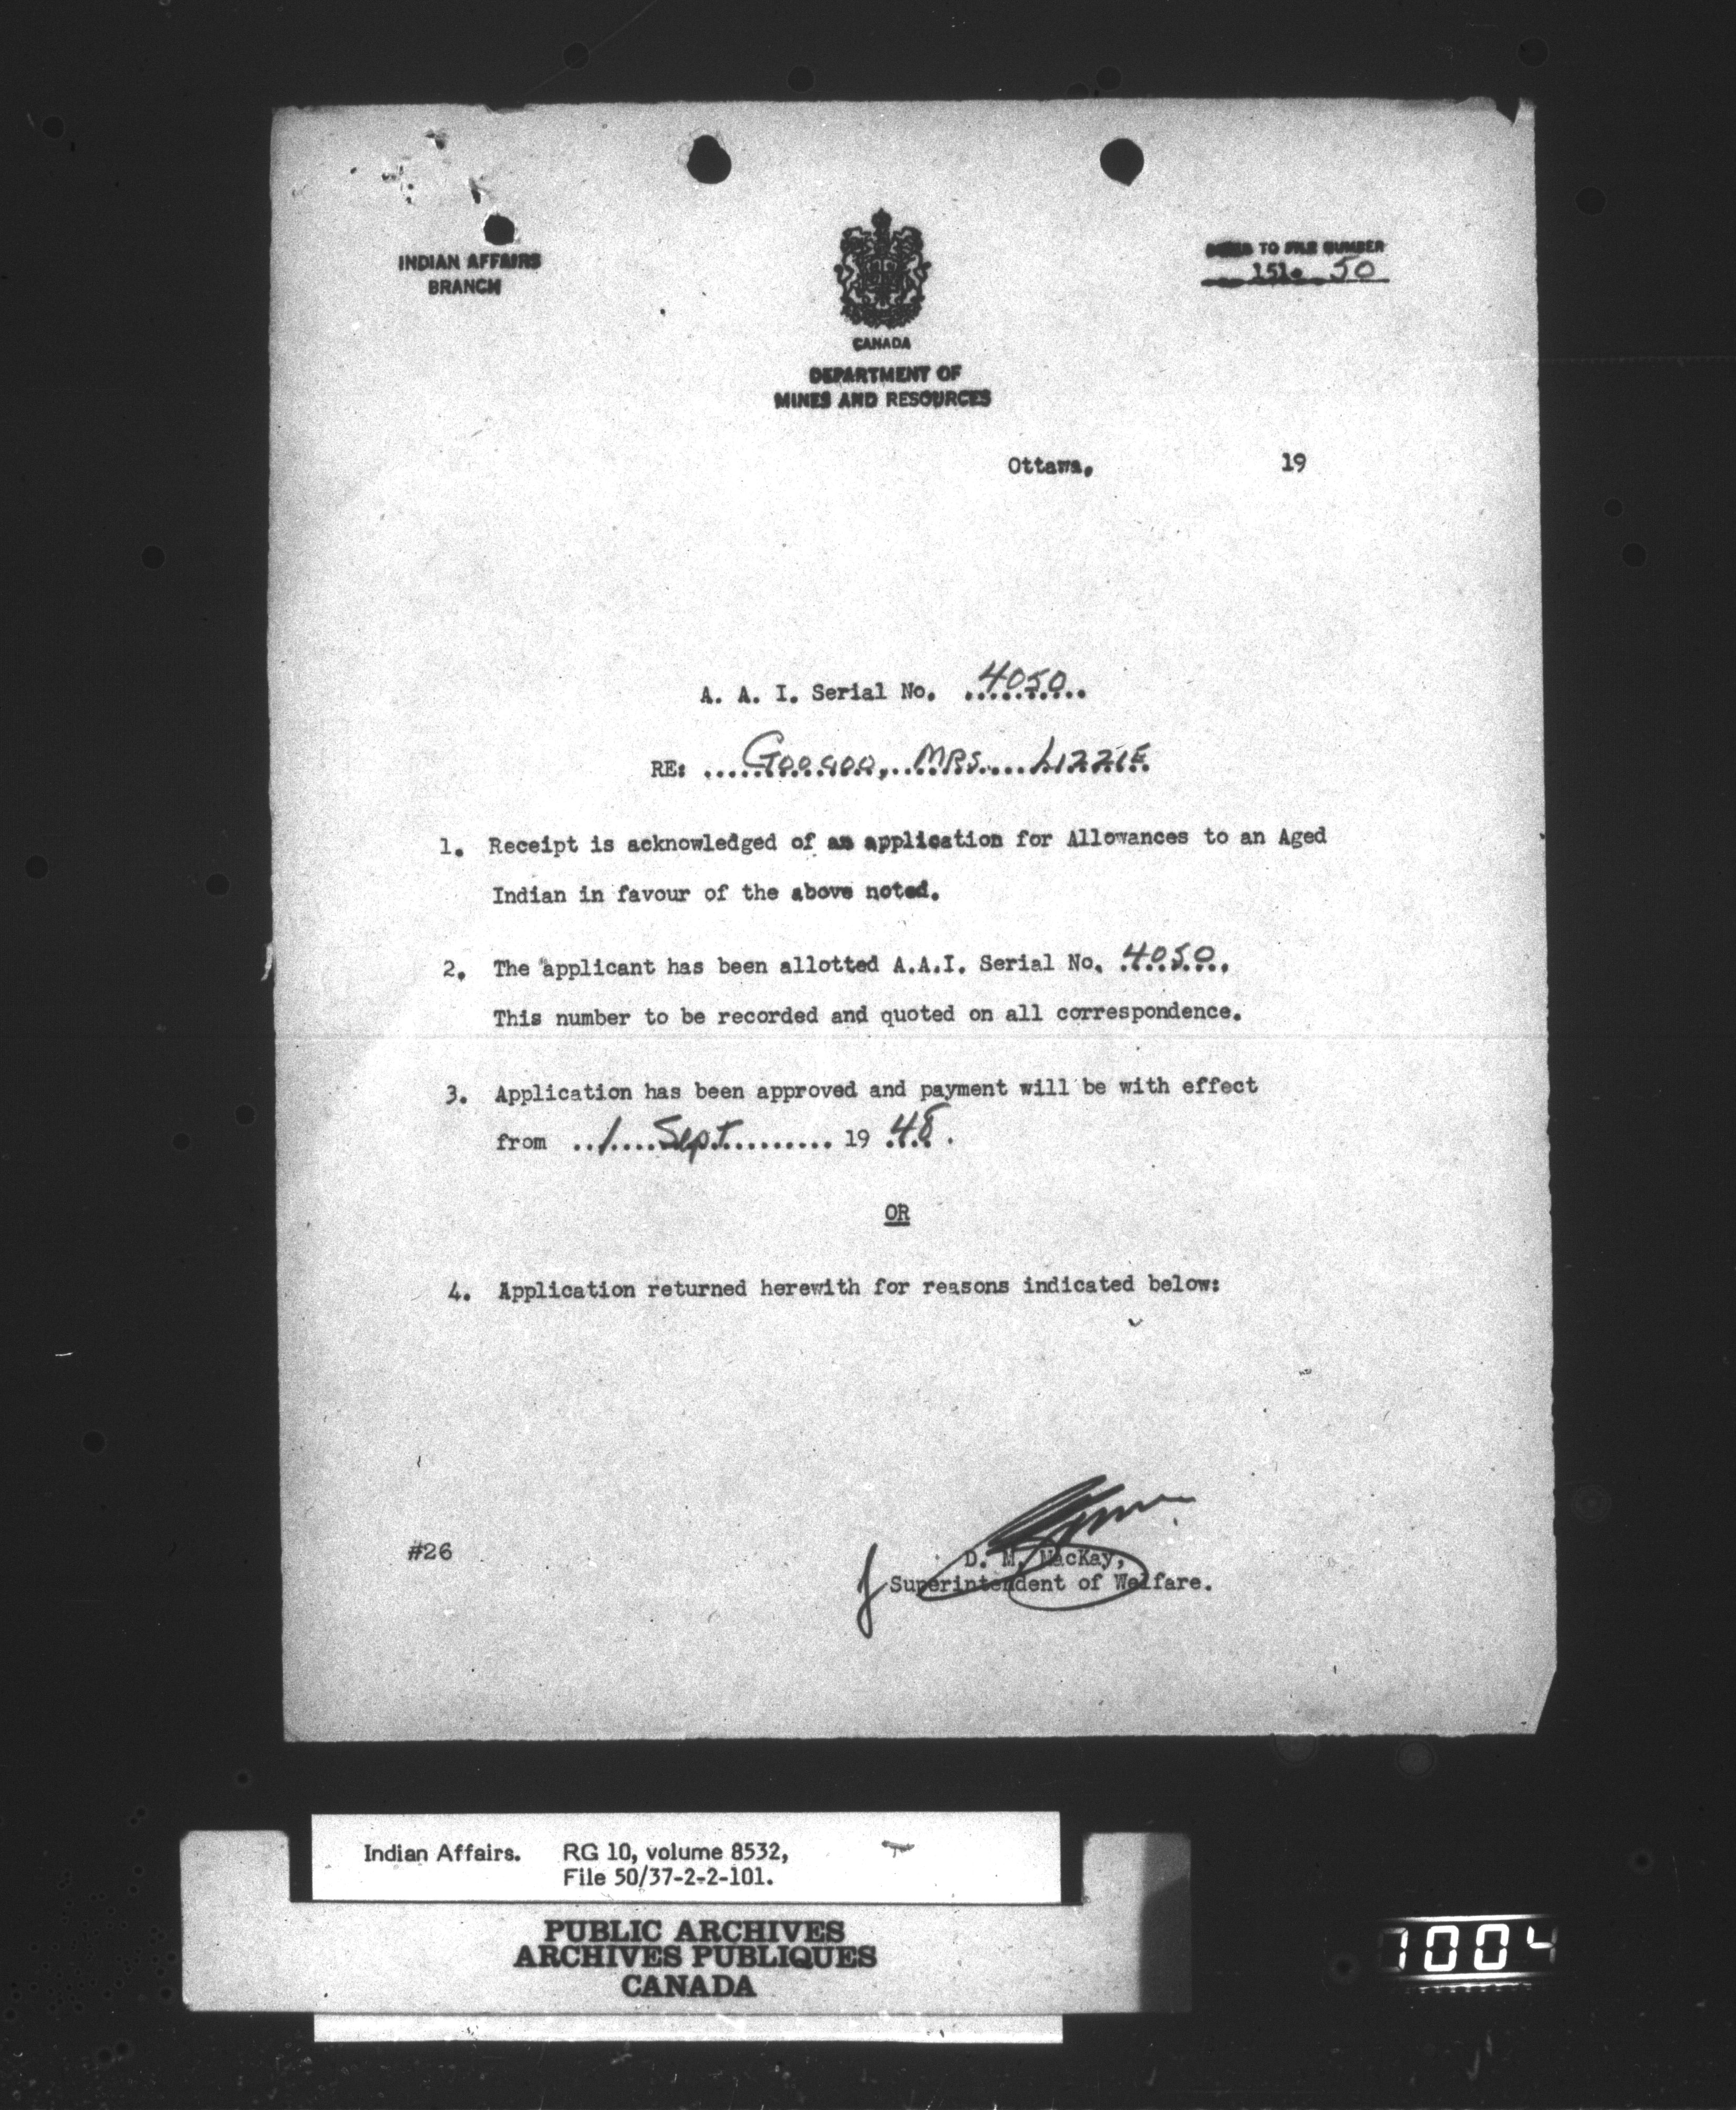 INDIAN AFFAIRS
BRANCH
TO FILE NUMBER
151. 50
CANADA
DEPARTMENT OF
MINES AND RESOURCES
Ottawa, 19
A. A. I. Serial No. 4050
RE: Googoo, MRS. LIZZIE
1. Receipt is acknowledged of an application for Allowances to an Aged
Indian in favour of the above noted.
2. The applicant has been allotted A.A.I. Serial No. 4050.
This number to be recorded and quoted on all correspondence.
3. Application has been approved and payment will be with effect
from 1 Sept 19 48.
OR
4. Application returned herewith for reasons indicated below:
#26
D. M. MacKay,
Superintendent of Welfare.
Indian Affairs. RG 10, volume 8532,
File 50/37-2-2-101.
PUBLIC ARCHIVES
ARCHIVES PUBLIQUES
CANADA
1004